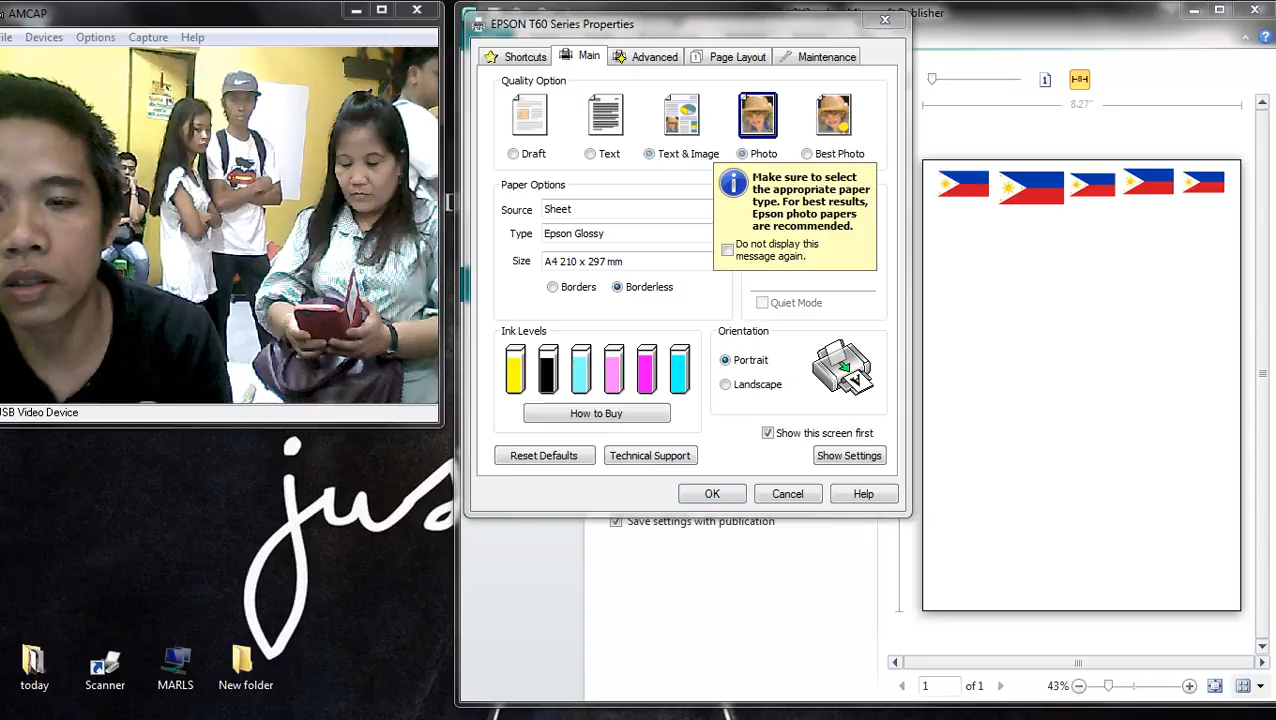 AMCAP
Devices
Options
Capture
Help
USB Video Device
today
Scanner
MARLS
New folder
EPSON T60 Series Properties
Shortcuts
Main
Advanced
Page Layout
Maintenance
Quality Option
Draft
Text
Text & Image
Photo
Best Photo
Paper Options
Source
Sheet
Type
Epson Glossy
Size
A4 210 x 297 mm
Borders
Borderless
Make sure to select
the appropriate paper
type. For best results,
Epson photo papers
are recommended.
Do not display this
message again.
Quiet Mode
Ink Levels
How to Buy
Orientation
Portrait
Landscape
Show this screen first
Reset Defaults
Technical Support
Show Settings
OK
Cancel
Help
Save settings with publication
Publisher
1
8.27"
1
of 1
43%
jus